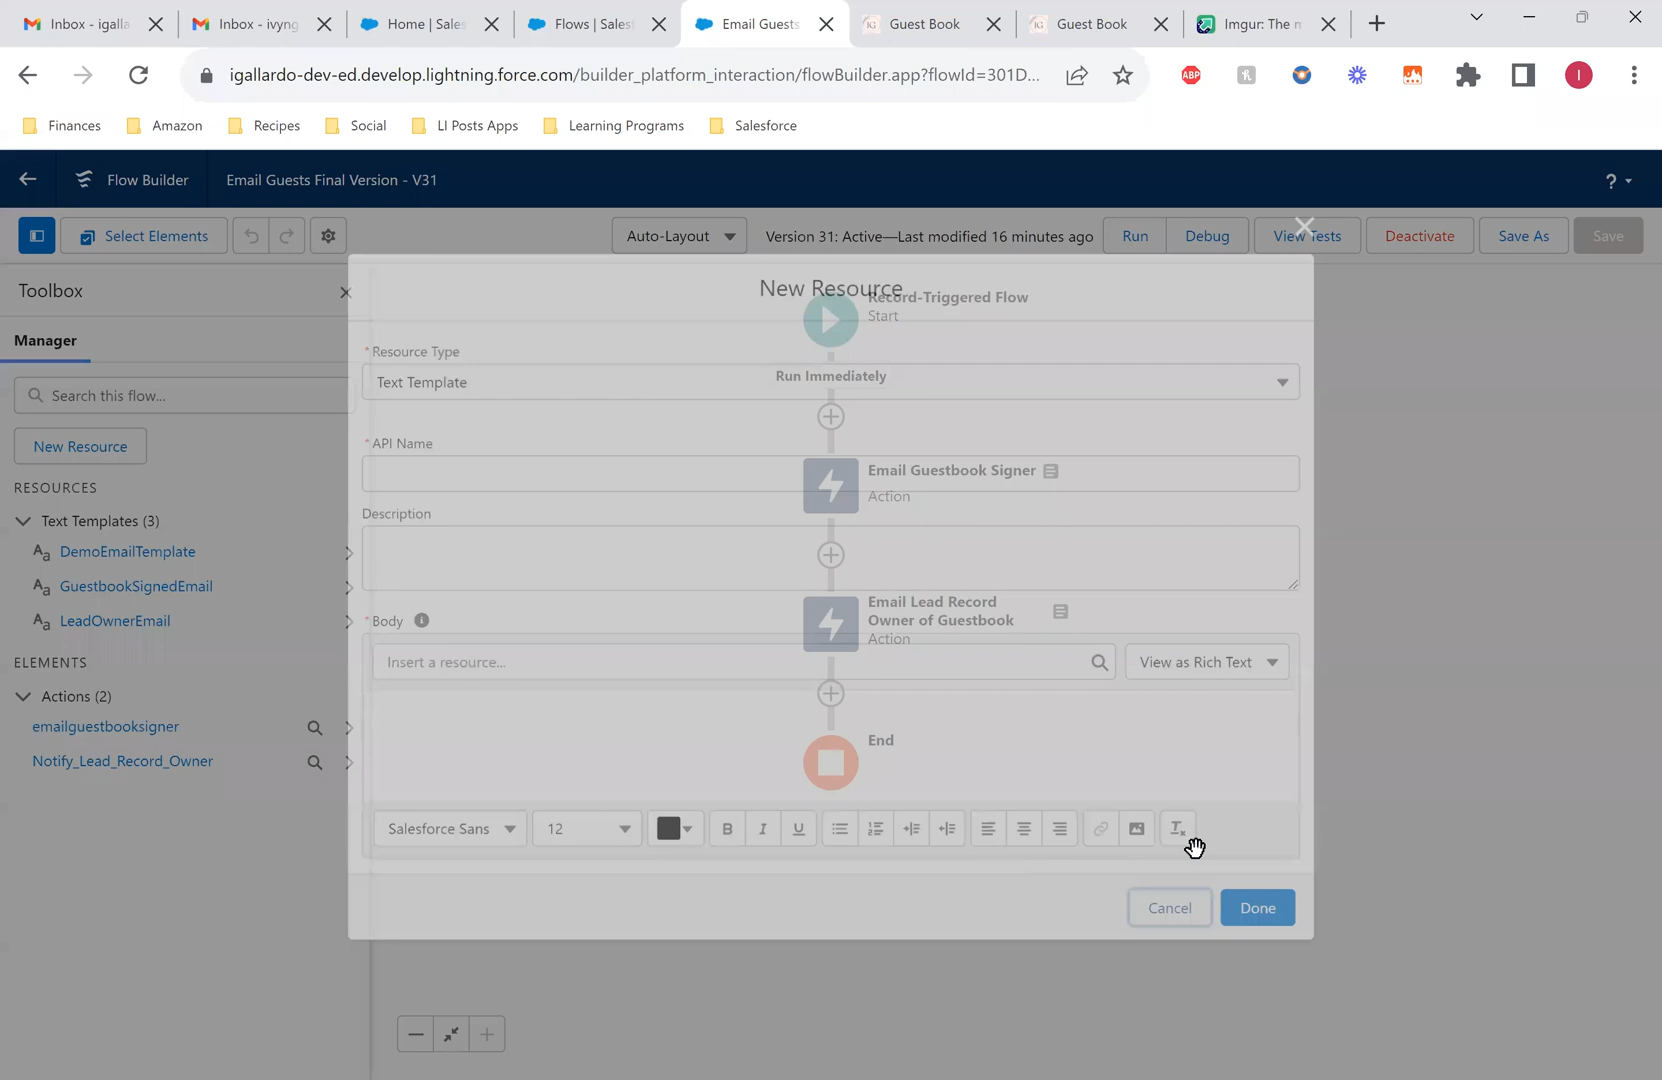 Inbox - igalla
Inbox - ivyng
Home | Sales
Flows | Sales
Email Guests
Guest Book
Guest Book
Imgur: The m
igallardo-dev-ed.develop.lightning.force.com/builder_platform_interaction/flowBuilder.app?flowId=301D...
ABP
I
Finances
Amazon
Recipes
Social
LI Posts Apps
Learning Programs
Salesforce
Flow Builder
Email Guests Final Version - V31
?
Select Elements
Auto-Layout
Version 31: Active—Last modified 16 minutes ago
Run
Debug
View Tests
Deactivate
Save As
Save
Toolbox
New Resource
Record-Triggered Flow
Start
Manager
* Resource Type
Text Template
Run Immediately
Search this flow...
* API Name
New Resource
Email Guestbook Signer
Action
RESOURCES
Description
Text Templates (3)
DemoEmailTemplate
GuestbookSignedEmail
LeadOwnerEmail
Email Lead Record
Owner of Guestbook
Action
* Body
ELEMENTS
Insert a resource...
View as Rich Text
Actions (2)
emailguestbooksigner
Notify_Lead_Record_Owner
End
Salesforce Sans
12
B
I
U
Cancel
Done